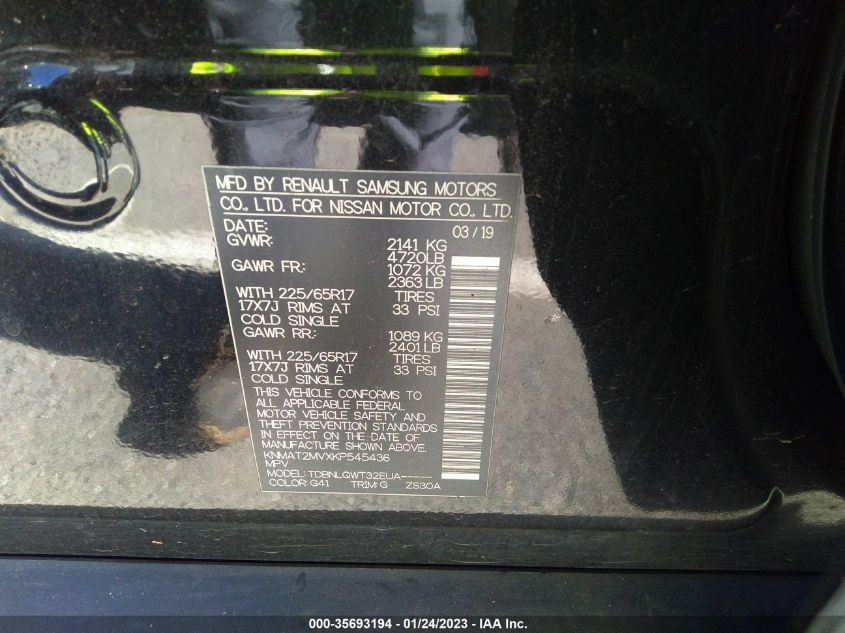 MFD BY RENAULT SAMSUNG MOTORS
CO., LTD. FOR NISSAN MOTOR CO., LTD.
DATE: 03/19
GVWR: 2141 KG
4720LB
GAWR FR: 1072 KG
2363 LB
WITH 225/65R17 TIRES
17X7J RIMS AT 33 PSI
COLD SINGLE
GAWR RR: 1089 KG
2401 LB
WITH 225/65R17 TIRES
17X7J RIMS AT 33 PSI
COLD SINGLE
THIS VEHICLE CONFORMS TO
ALL APPLICABLE FEDERAL
MOTOR VEHICLE SAFETY AND
THEFT PREVENTION STANDARDS
IN EFFECT ON THE DATE OF
MANUFACTURE SHOWN ABOVE.
KNMAT2MVXKP545436
MPV
MODEL: TDBNLQWT32EUA-----
COLOR: G41 TRIM: G ZS30A
000-35693194 - 01/24/2023 - IAA Inc.